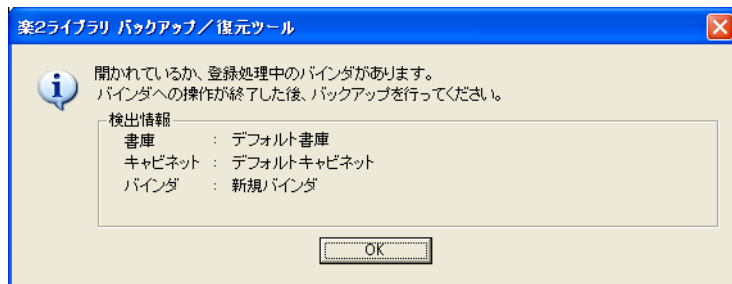 楽2ライブラリ バックアップ／復元ツール
開かれているか、登録処理中のバインダがあります。
バインダへの操作が終了した後、バックアップを行ってください。
検出情報
書庫 : デフォルト書庫
キャビネット : デフォルトキャビネット
バインダ : 新規バインダ
OK